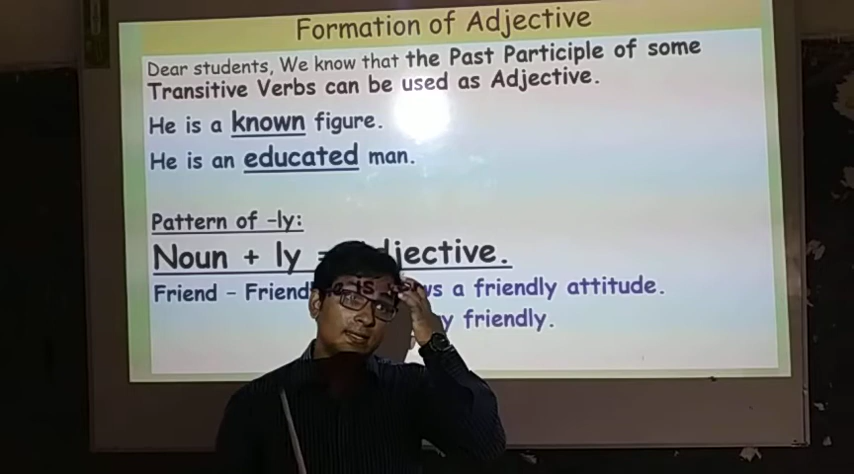 Formation of Adjective
Dear students, We know that the Past Participle of some
Transitive Verbs can be used as Adjective.
He is a known figure.
He is an educated man.
Pattern of -ly:
Noun + ly = djective.
Friend - Friend a friendly attitude.
friendly.